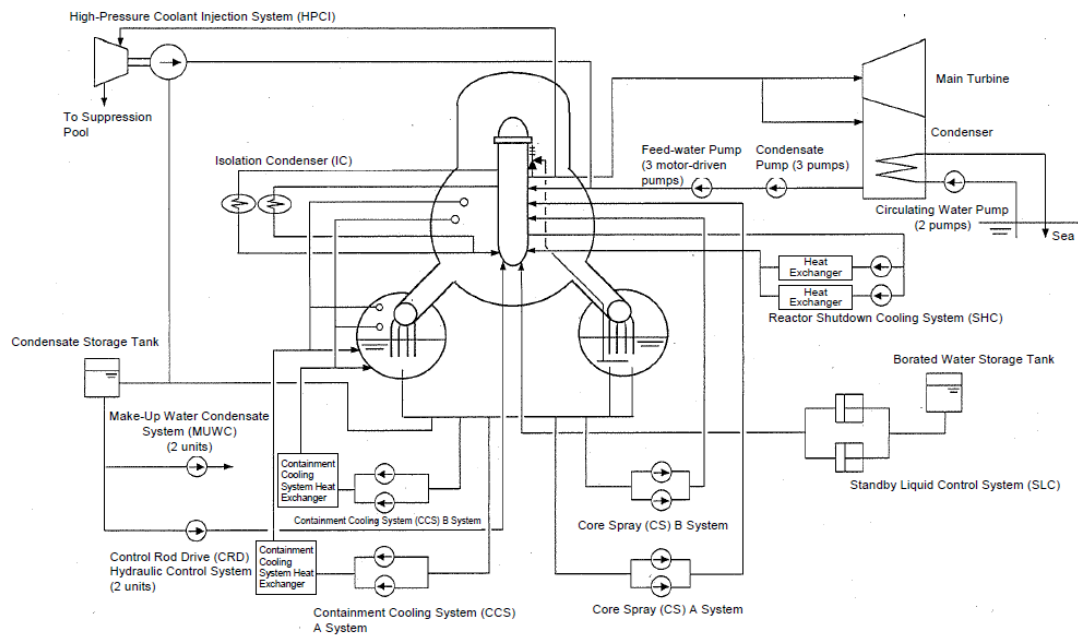 High-Pressure Coolant Injection System (HPCI)
To Suppression
Pool
Isolation Condenser (IC)
Main Turbine
Condenser
Feed-water Pump
(3 motor-driven
pumps)
Condensate
Pump (3 pumps)
Circulating Water Pump
(2 pumps)
Sea
Heat
Exchanger
Heat
Exchanger
Reactor Shutdown Cooling System (SHC)
Condensate Storage Tank
Borated Water Storage Tank
Make-Up Water Condensate
System (MUWC)
(2 units)
Containment
Cooling
System Heat
Exchanger
Containment Cooling System (CCS) B System
Core Spray (CS) B System
Standby Liquid Control System (SLC)
Control Rod Drive (CRD)
Hydraulic Control System
(2 units)
Containment
Cooling
System Heat
Exchanger
Containment Cooling System (CCS)
A System
Core Spray (CS) A System